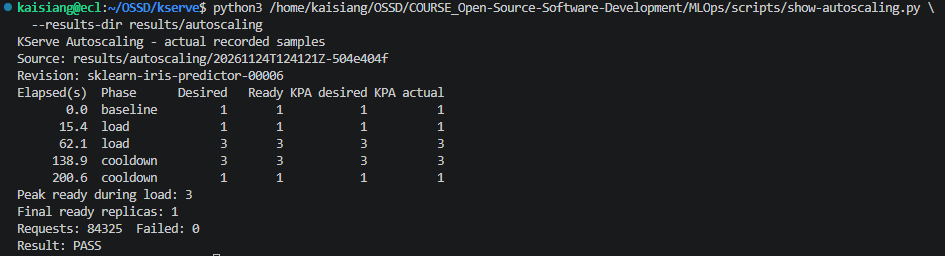 kaisiang@ecl:~/OSSD/kserve$ python3 /home/kaisiang/OSSD/COURSE_Open-Source-Software-Development/MLOps/scripts/show-autoscaling.py \
  --results-dir results/autoscaling
KServe Autoscaling - actual recorded samples
Source: results/autoscaling/20261124T124121Z-504e404f
Revision: sklearn-iris-predictor-00006
Elapsed(s)  Phase      Desired   Ready KPA desired KPA actual
       0.0  baseline         1       1           1          1
      15.4  load             1       1           1          1
      62.1  load             3       3           3          3
     138.9  cooldown         3       3           3          3
     200.6  cooldown         1       1           1          1
Peak ready during load: 3
Final ready replicas: 1
Requests: 84325  Failed: 0
Result: PASS